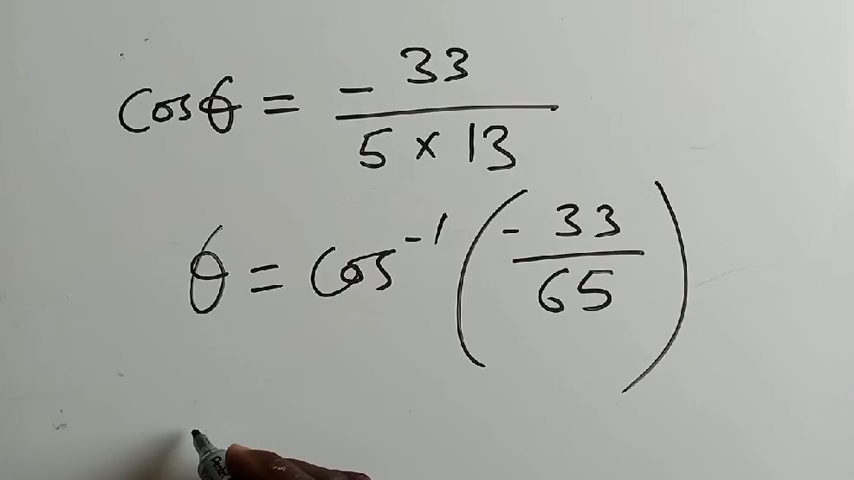 cosθ = - 33 / 5 × 13
θ = cos⁻¹ ( - 33 / 65 )